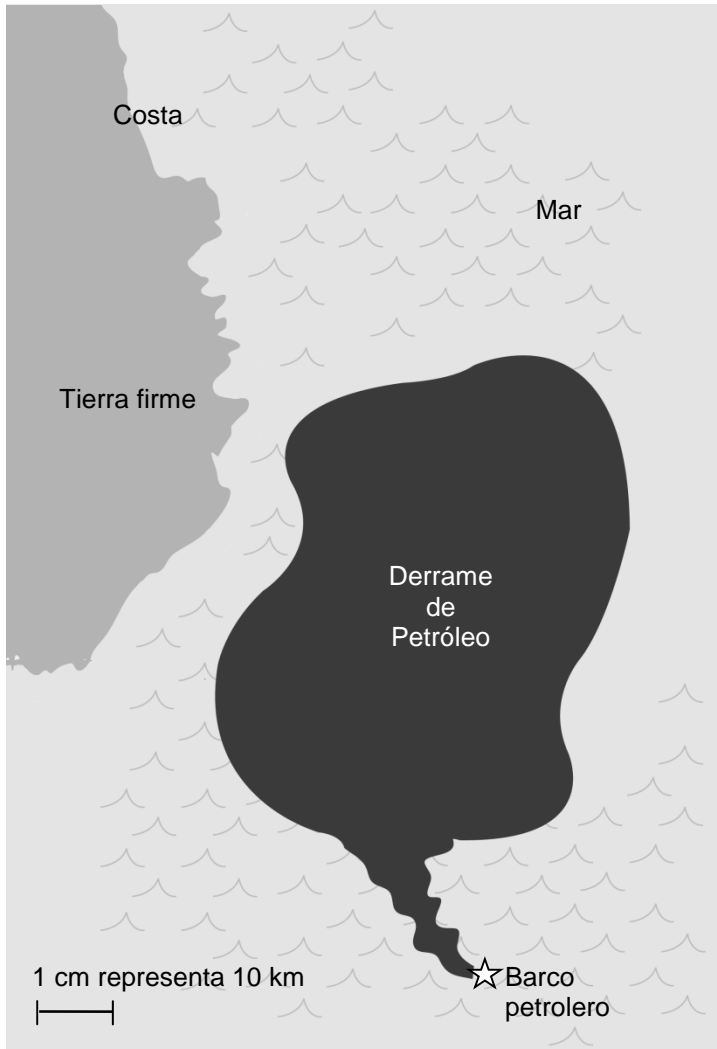 Costa
Mar
Tierra firme
Derrame
de
Petróleo
1 cm representa 10 km
Barco
petrolero